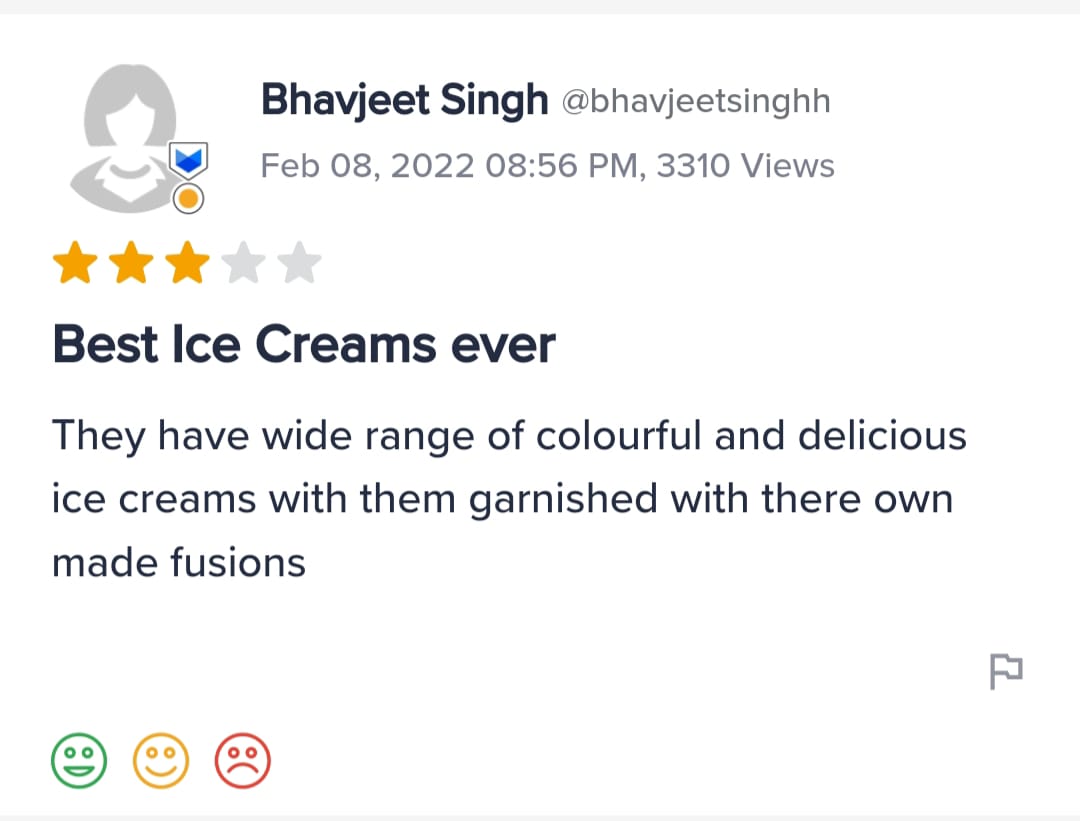 Bhavjeet Singh @bhavjeetsinghh
Feb 08, 2022 08:56 PM, 3310 Views
Best Ice Creams ever
They have wide range of colourful and delicious
ice creams with them garnished with there own
made fusions